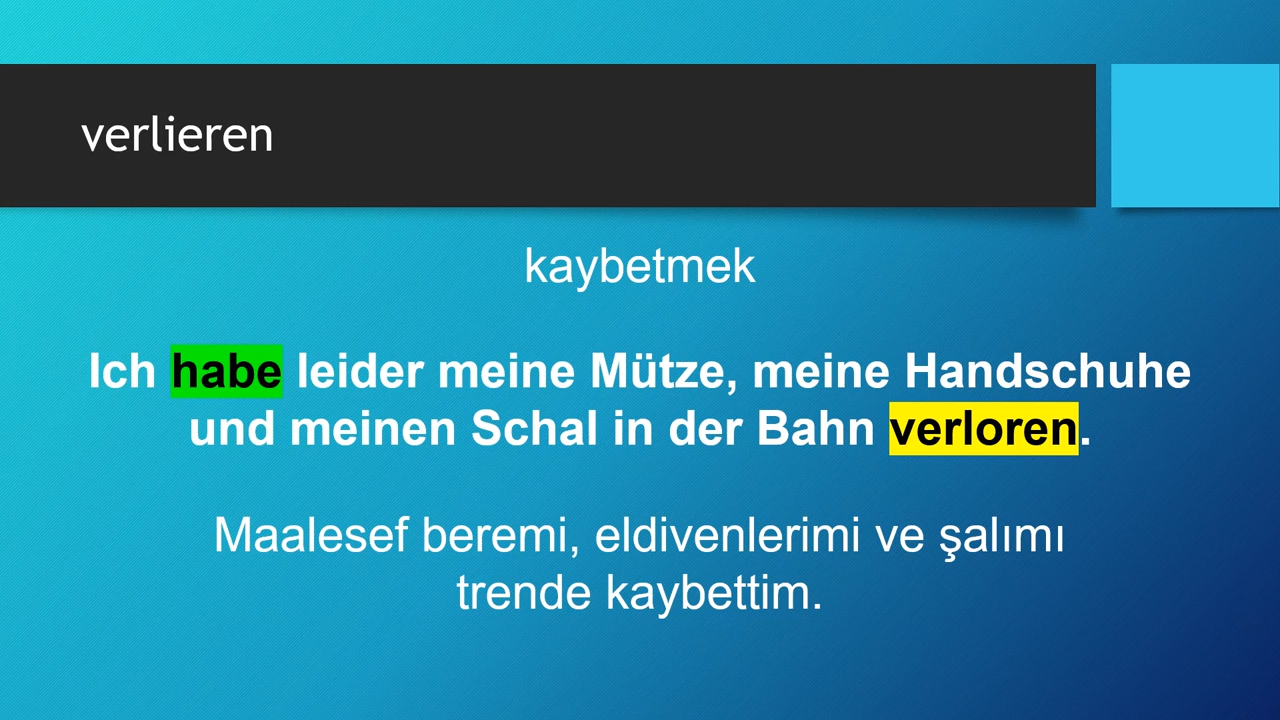 verlieren
kaybetmek
Ich habe leider meine Mütze, meine Handschuhe
und meinen Schal in der Bahn verloren.
Maalesef beremi, eldivenlerimi ve şalımı
trende kaybettim.